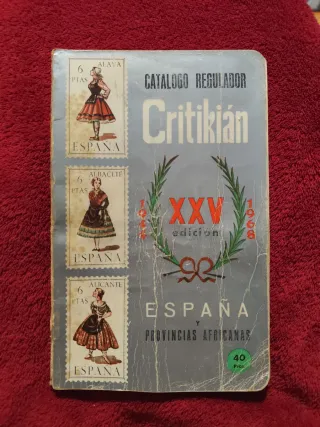 CATALOGO REGULADOR
Critikián
XXV
edicion
1968
ESPAÑA
Y
PROVINCIAS AFRICANAS
40
Ptas.
6
PTAS
ALAVA
ESPAÑA
6
PTAS
ALBACETE
ESPAÑA
6
PTAS
ALICANTE
ESPAÑA